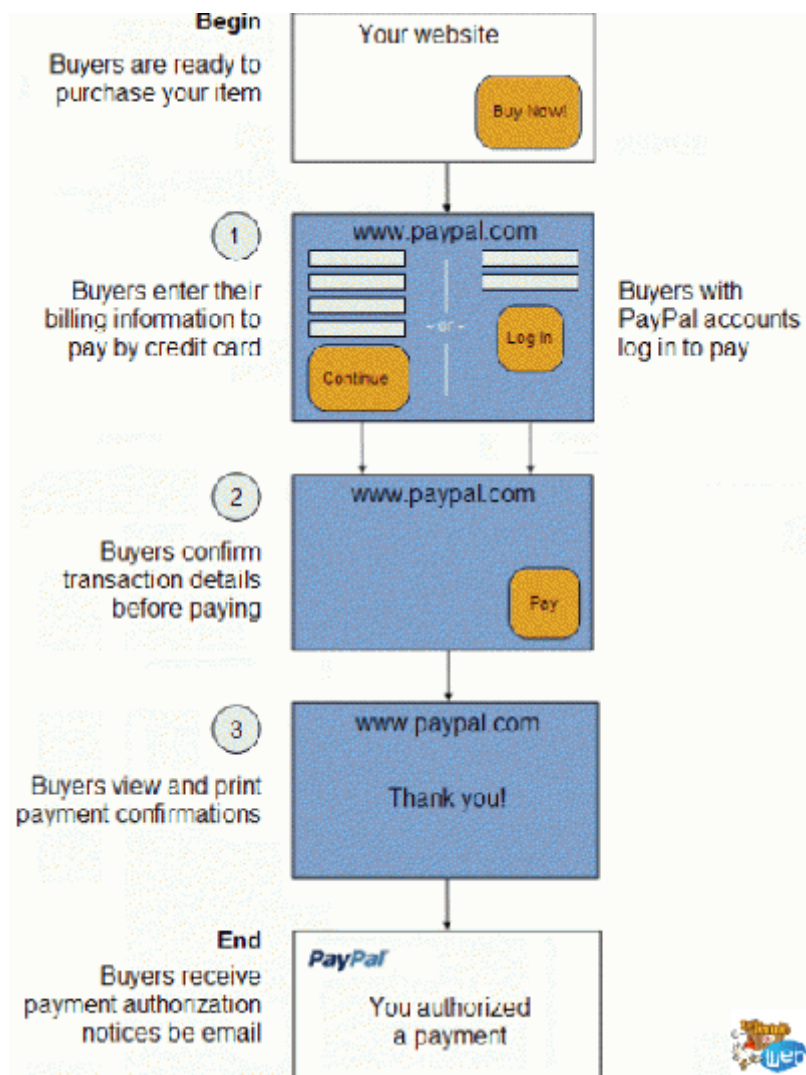 Begin
Buyers are ready to
purchase your item
Your website
Buy Now!
1
Buyers enter their
billing information to
pay by credit card
www.paypal.com
- or -
Continue
Log In
Buyers with
PayPal accounts
log in to pay
2
Buyers confirm
transaction details
before paying
www.paypal.com
Pay
3
Buyers view and print
payment confirmations
www.paypal.com
Thank you!
End
Buyers receive
payment authorization
notices be email
PayPal
You authorized
a payment
web